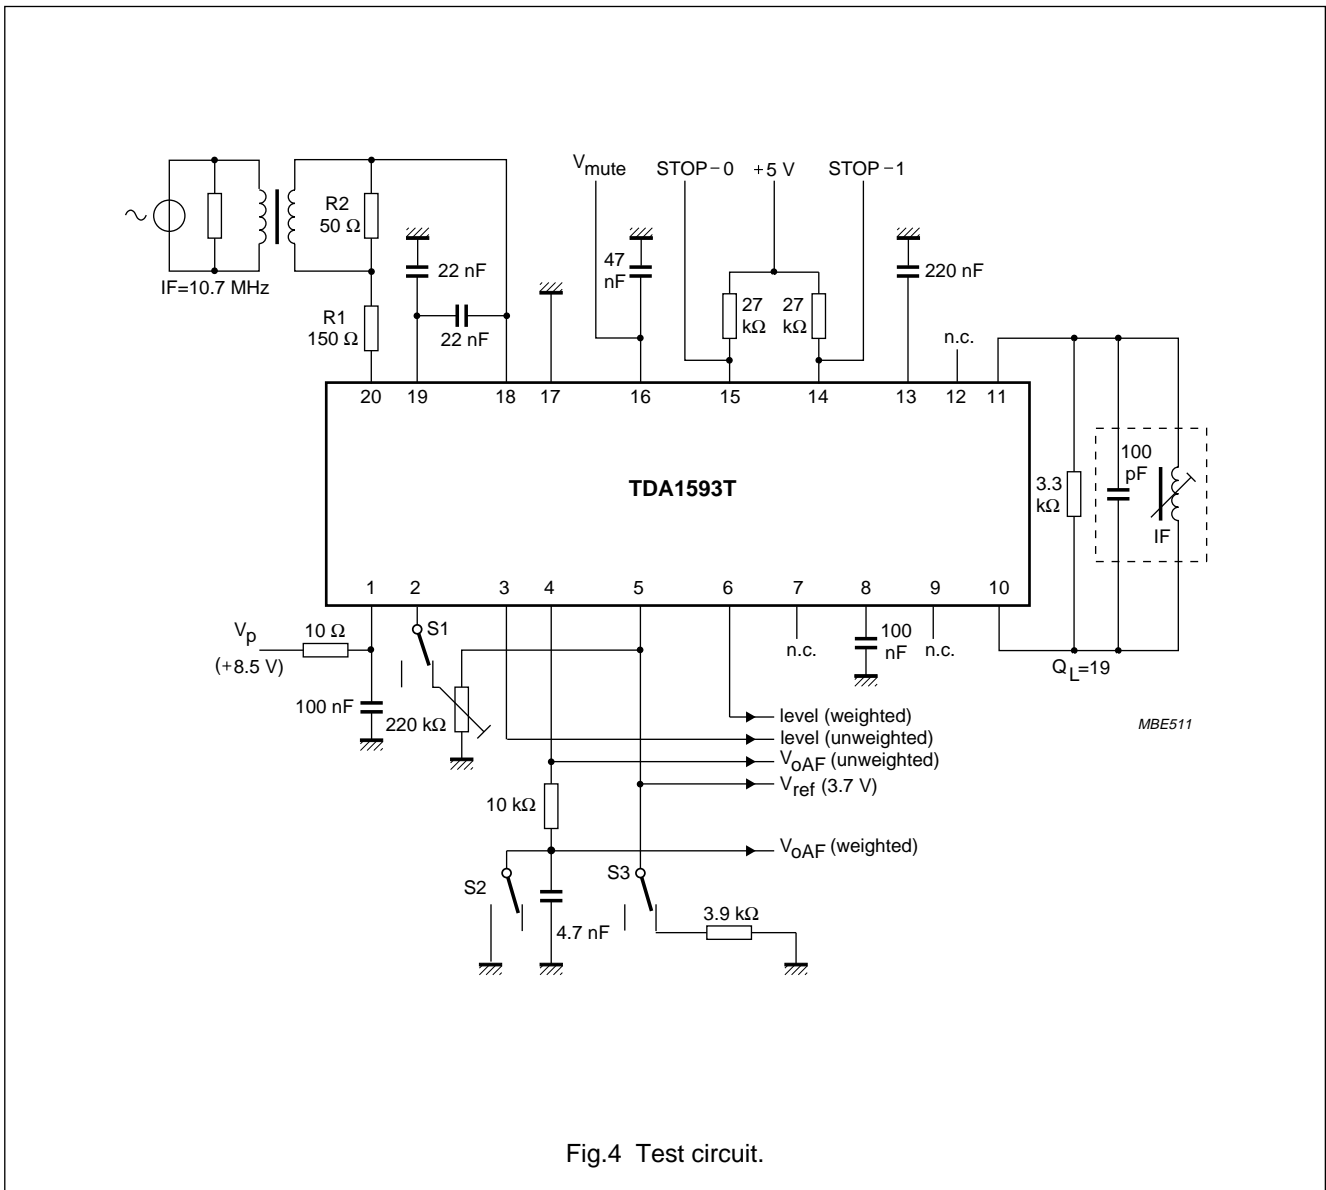 Vmute
STOP–0
+5 V
STOP–1
R2
50 Ω
22 nF
47
nF
220 nF
IF=10.7 MHz
R1
150 Ω
22 nF
27
kΩ
27
kΩ
n.c.
20
19
18
17
16
15
14
13
12
11
TDA1593T
3.3
kΩ
100
pF
IF
1
2
3
4
5
6
7
8
9
10
Vp
(+8.5 V)
10 Ω
S1
n.c.
100
nF
n.c.
QL=19
100 nF
220 kΩ
level (weighted)
level (unweighted)
VoAF (unweighted)
Vref (3.7 V)
MBE511
10 kΩ
VoAF (weighted)
S2
S3
4.7 nF
3.9 kΩ
Fig.4 Test circuit.